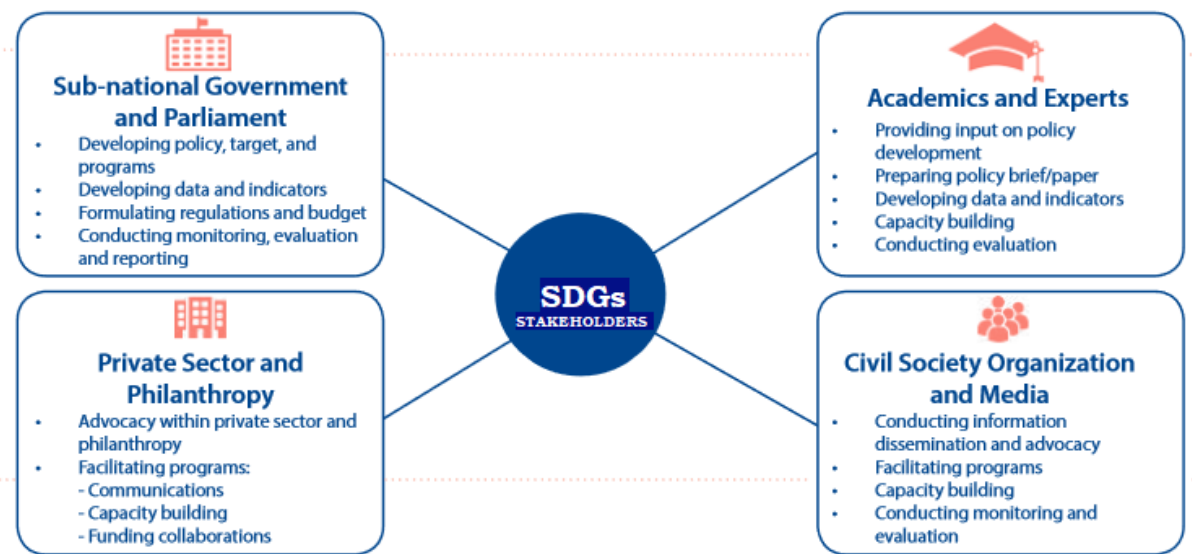 Sub-national Government
and Parliament
• Developing policy, target, and
programs
• Developing data and indicators
• Formulating regulations and budget
• Conducting monitoring, evaluation
and reporting
Academics and Experts
• Providing input on policy
development
• Preparing policy brief/paper
• Developing data and indicators
• Capacity building
• Conducting evaluation
SDGs
STAKEHOLDERS
Private Sector and
Philanthropy
• Advocacy within private sector and
philanthropy
• Facilitating programs:
- Communications
- Capacity building
- Funding collaborations
Civil Society Organization
and Media
• Conducting information
dissemination and advocacy
• Facilitating programs
• Capacity building
• Conducting monitoring and
evaluation